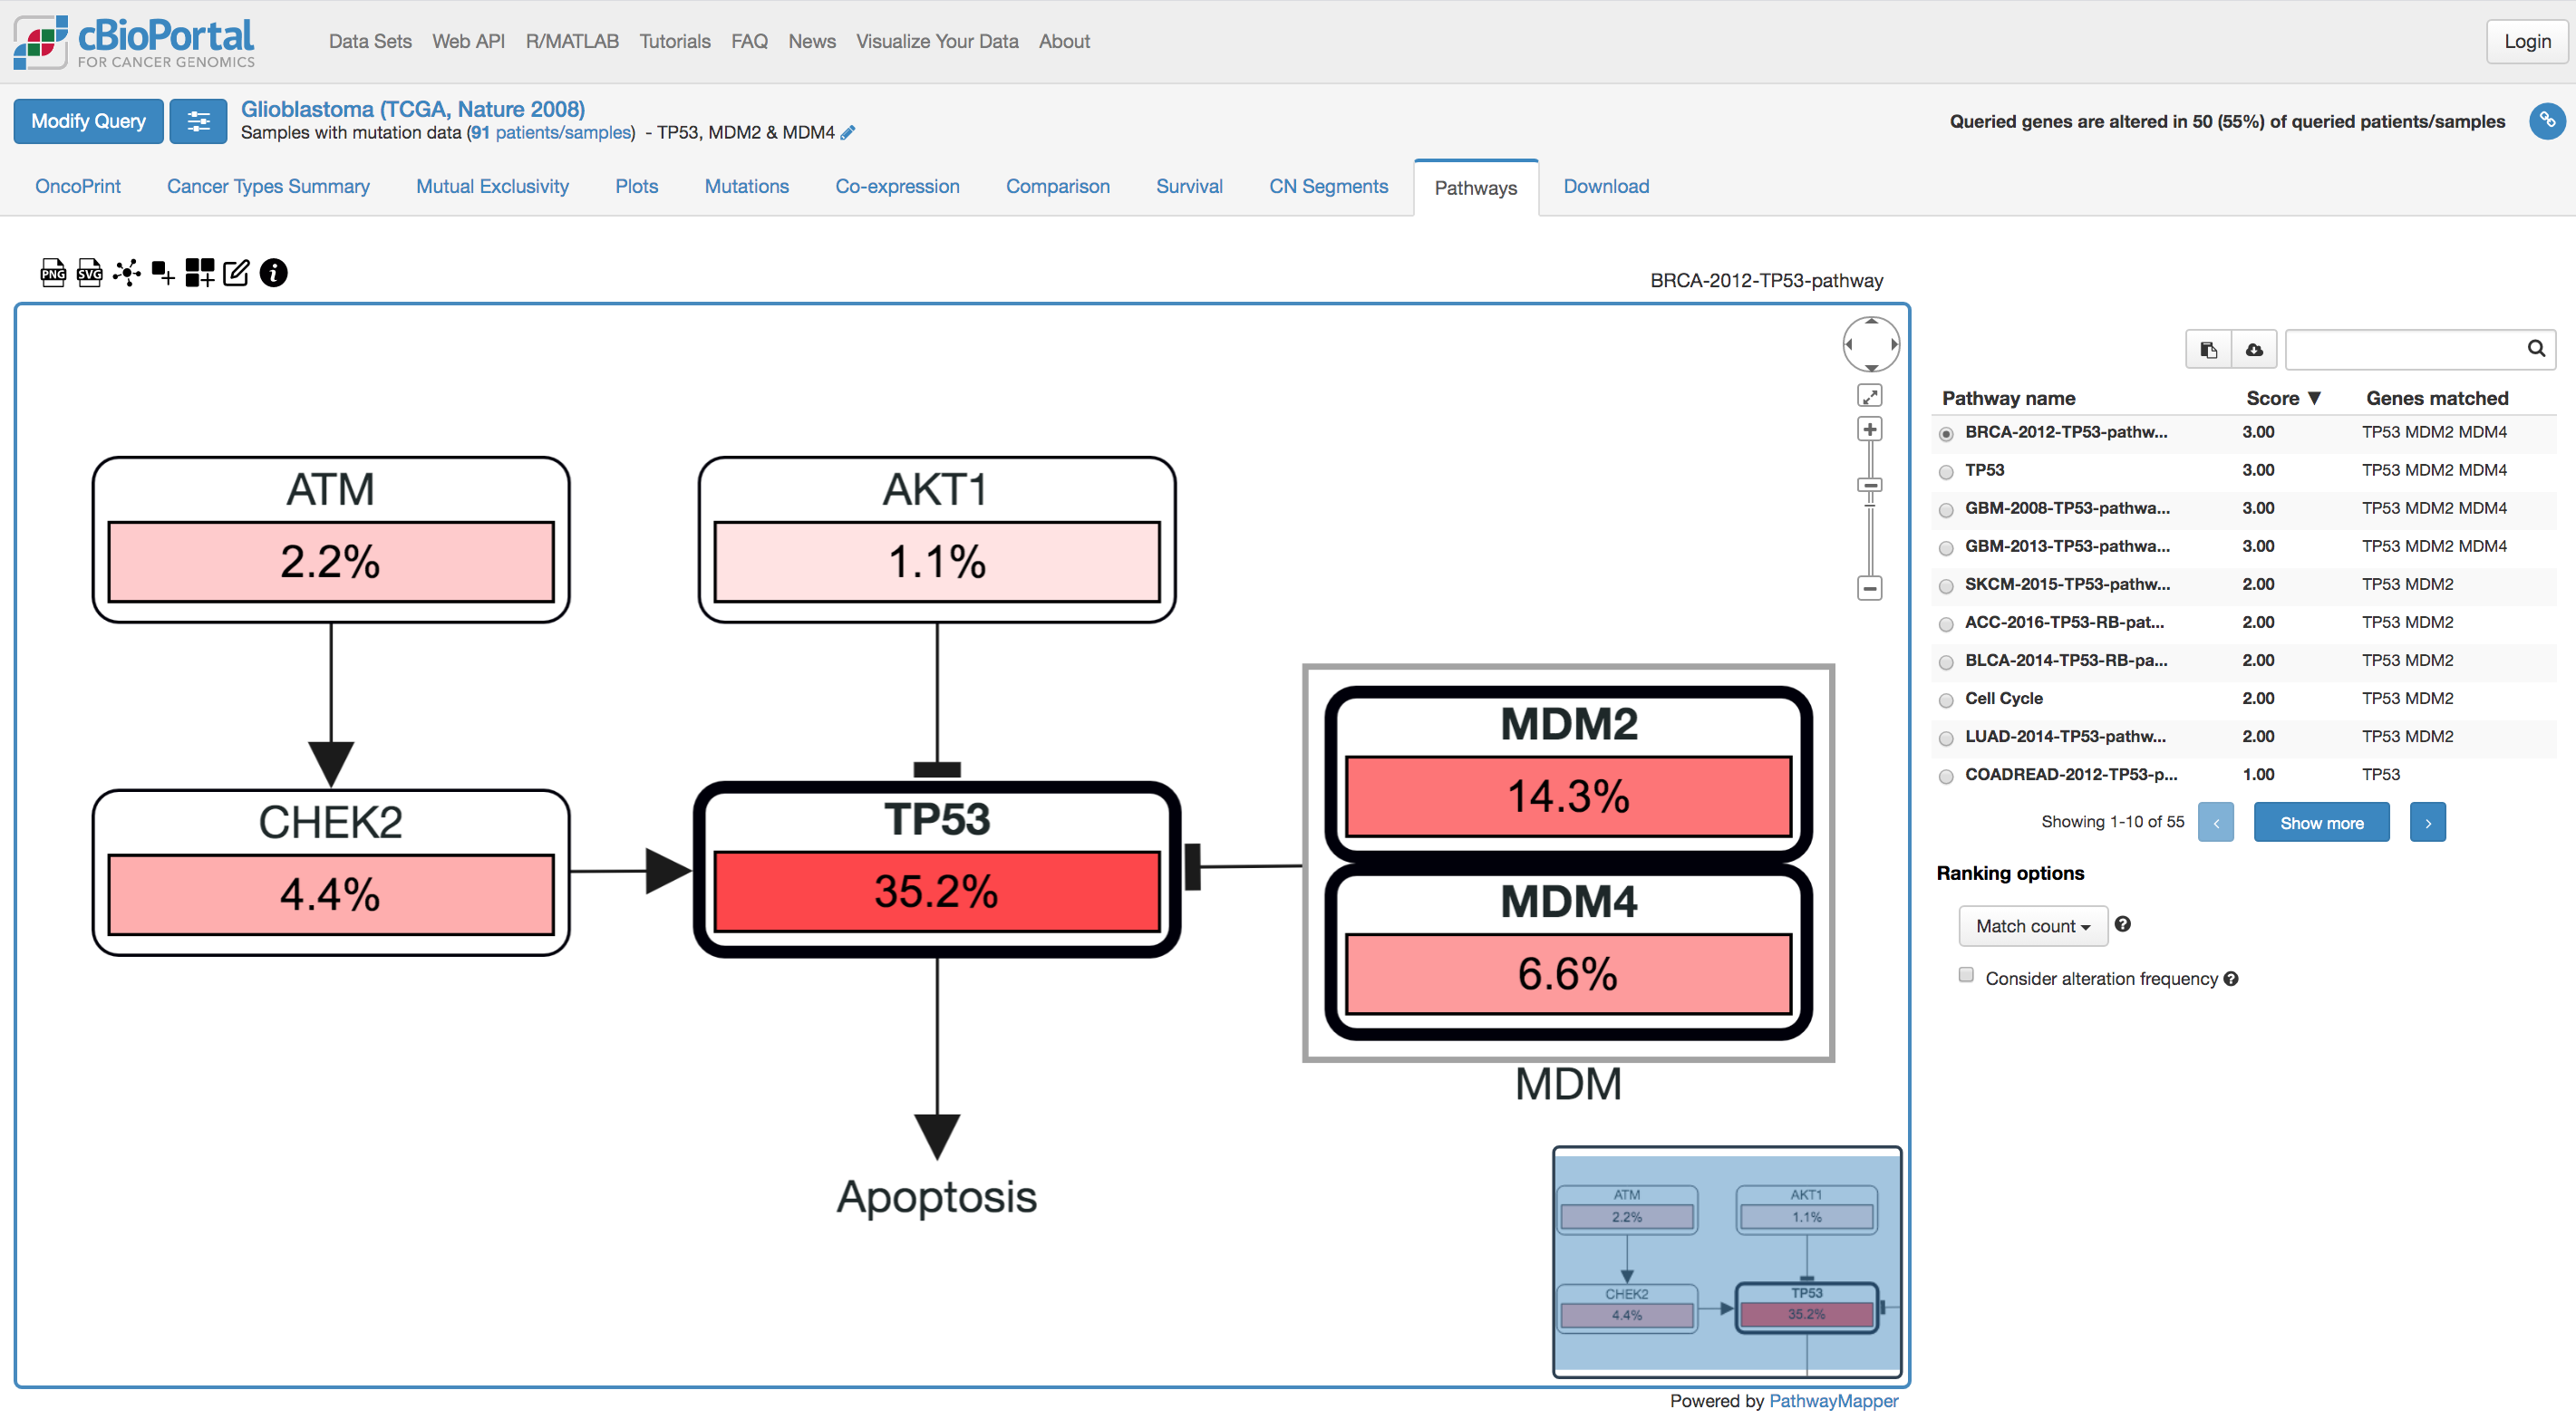 cBioPortal
FOR CANCER GENOMICS
Data Sets Web API R/MATLAB Tutorials FAQ News Visualize Your Data About
Login
Modify Query
Glioblastoma (TCGA, Nature 2008)
Samples with mutation data (91 patients/samples) - TP53, MDM2 & MDM4
Queried genes are altered in 50 (55%) of queried patients/samples
OncoPrint Cancer Types Summary Mutual Exclusivity Plots Mutations Co-expression Comparison Survival CN Segments Pathways Download
PNG SVG
BRCA-2012-TP53-pathway
ATM
2.2%
AKT1
1.1%
CHEK2
4.4%
TP53
35.2%
MDM2
14.3%
MDM4
6.6%
MDM
Apoptosis
ATM
2.2%
AKT1
1.1%
CHEK2
4.4%
TP53
35.2%
Powered by PathwayMapper
Pathway name Score ▼ Genes matched
BRCA-2012-TP53-pathw... 3.00 TP53 MDM2 MDM4
TP53 3.00 TP53 MDM2 MDM4
GBM-2008-TP53-pathwa... 3.00 TP53 MDM2 MDM4
GBM-2013-TP53-pathwa... 3.00 TP53 MDM2 MDM4
SKCM-2015-TP53-pathw... 2.00 TP53 MDM2
ACC-2016-TP53-RB-pat... 2.00 TP53 MDM2
BLCA-2014-TP53-RB-pa... 2.00 TP53 MDM2
Cell Cycle 2.00 TP53 MDM2
LUAD-2014-TP53-pathw... 2.00 TP53 MDM2
COADREAD-2012-TP53-p... 1.00 TP53
Showing 1-10 of 55 ‹ Show more ›
Ranking options
Match count
Consider alteration frequency